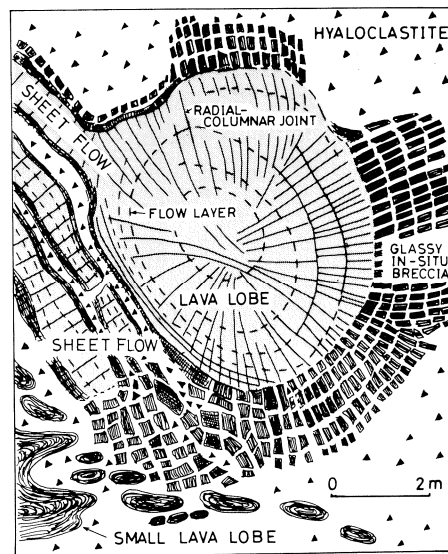 HYALOCLASTITE
SHEET FLOW
RADIAL-
COLUMNAR JOINT
FLOW LAYER
GLASSY
IN-SITU
BRECCIA
LAVA LOBE
SHEET FLOW
0 2 m
SMALL LAVA LOBE